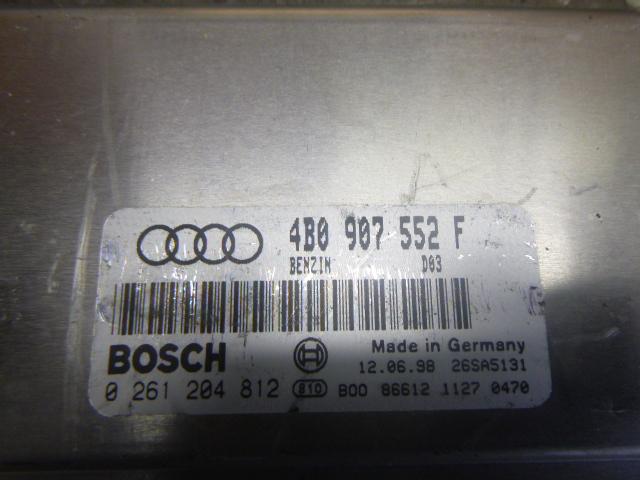 4B0 907 552 F
BENZIN D03
BOSCH
Made in Germany
12.06.98 26SA5131
0 261 204 812 810 B00 86612 1127 0470